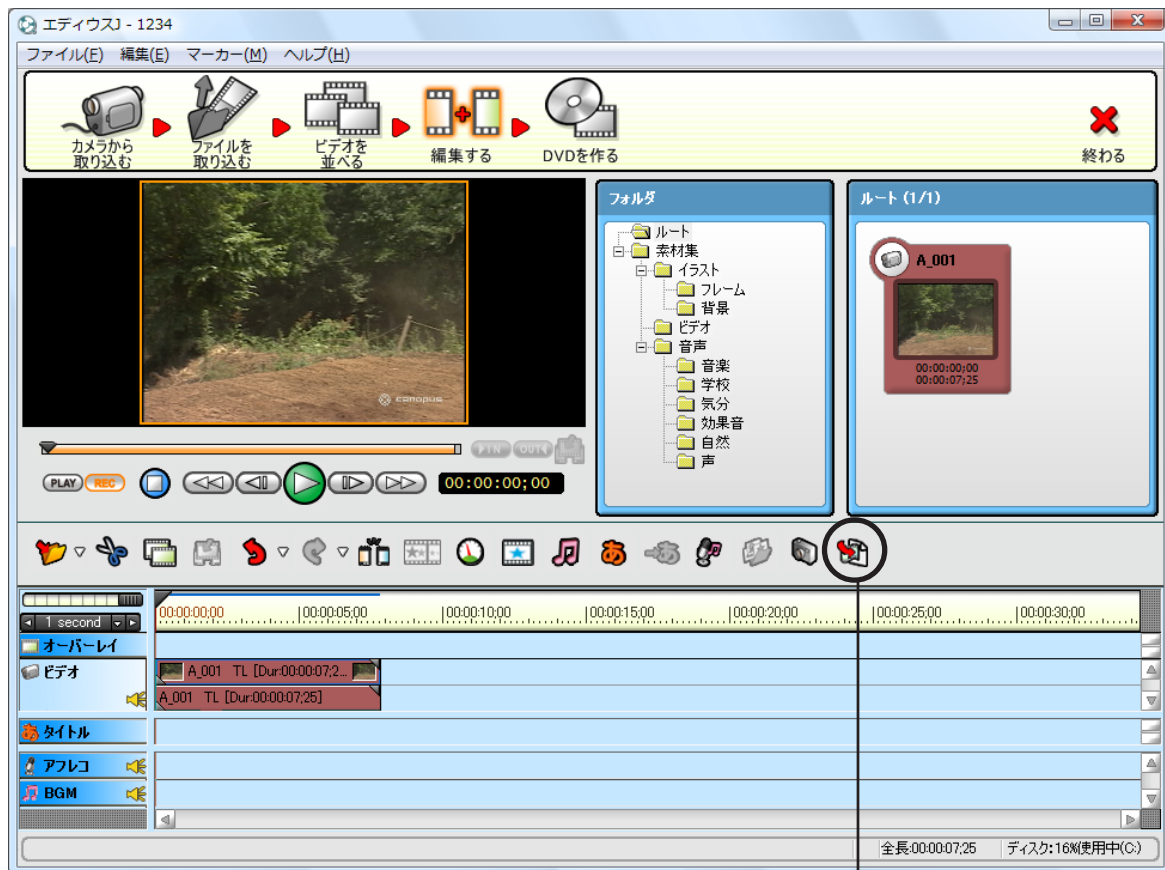 エディウスJ - 1234
ファイル(F) 編集(E) マーカー(M) ヘルプ(H)
カメラから
取り込む
ファイルを
取り込む
ビデオを
並べる
編集する
DVDを作る
終わる
canopus
フォルダ
ルート
素材集
イラスト
フレーム
背景
ビデオ
音声
音楽
学校
気分
効果音
自然
声
ルート (1/1)
A_001
00:00:00;00
00:00:07;25
IN OUT
PLAY REC
00:00:00;00
あ
1 second
00:00:00;00 00:00:05;00 00:00:10;00 00:00:15;00 00:00:20;00 00:00:25;00 00:00:30;00
オーバーレイ
ビデオ
A_001 TL [Dur:00:00:07;2...
A_001 TL [Dur:00:00:07;25]
あ タイトル
アフレコ
BGM
全長:00:00:07;25 ディスク:16%使用中(C:)